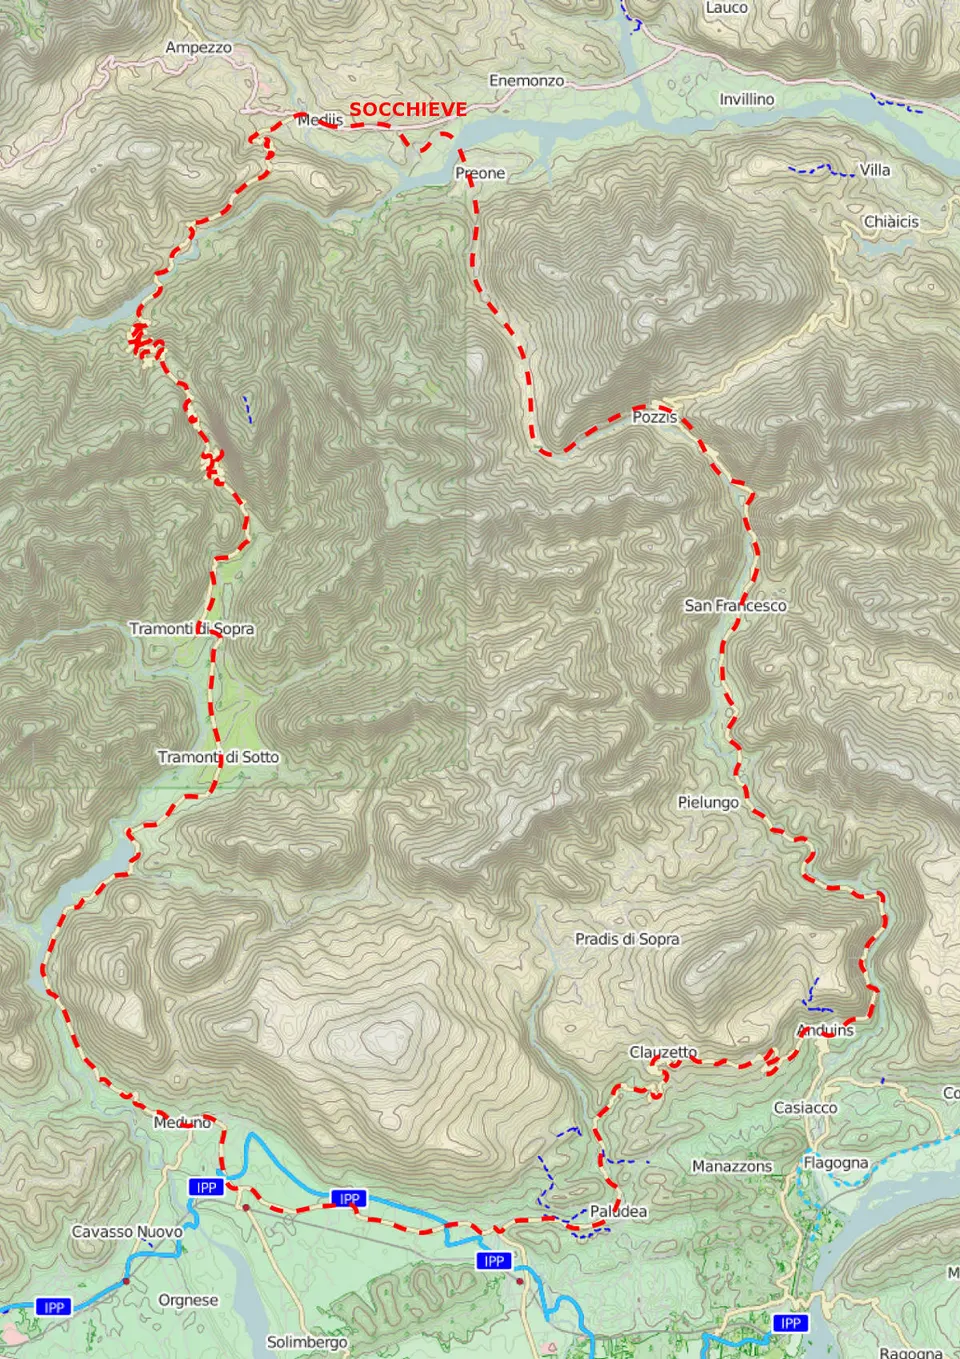 Lauco
Ampezzo
Enemonzo
Invillino
SOCCHIEVE
Mediis
Preone
Villa
Chiàicis
Pozzis
San Francesco
Tramonti di Sopra
Tramonti di Sotto
Pielungo
Pradis di Sopra
Anduins
Clauzetto
Co
Casiacco
Meduno
Manazzons
Flagogna
IPP
IPP
Paludea
Cavasso Nuovo
IPP
M
Orgnese
IPP
IPP
Solimbergo
Ragogna